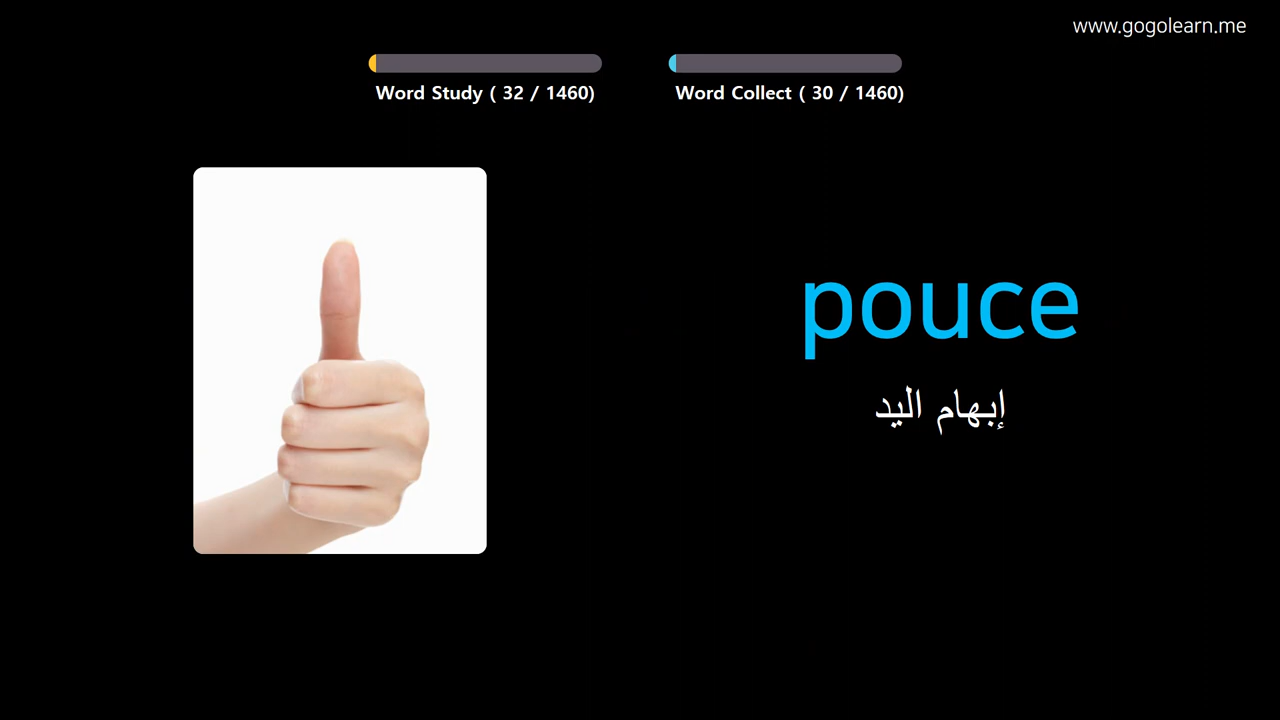 www.gogolearn.me
Word Study ( 32 / 1460)
Word Collect ( 30 / 1460)
pouce
إبهام اليد